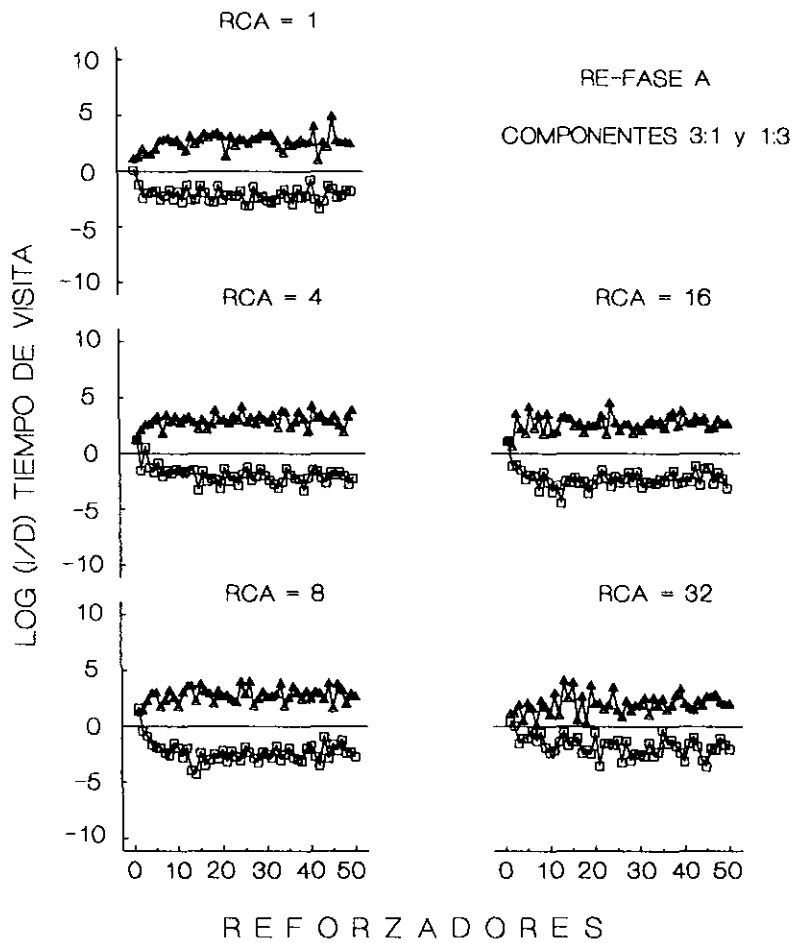 RCA = 1
10
5
0
-5
-10
RE-FASE A
COMPONENTES 3:1 y 1:3
LOG (I/D) TIEMPO DE VISITA
RCA = 4
10
5
0
-5
-10
RCA = 16
RCA = 8
10
5
0
-5
-10
0 10 20 30 40 50
RCA = 32
0 10 20 30 40 50
REFORZADORES